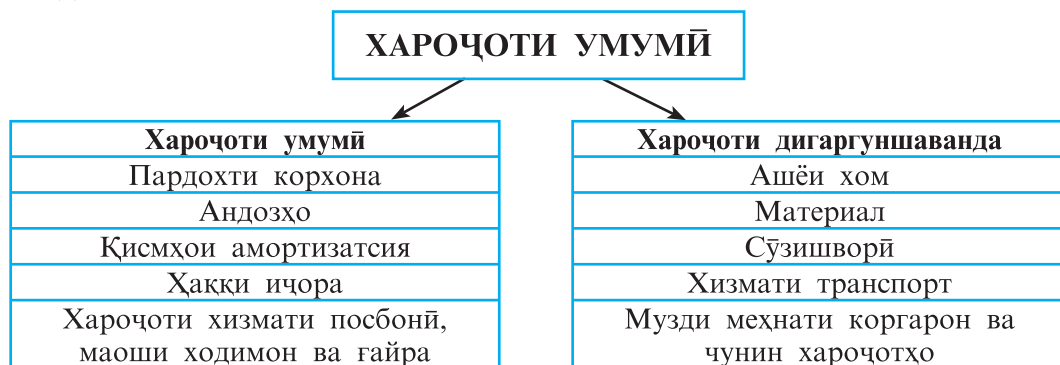 ХАРОҶОТИ УМУМӢ
Хароҷоти умумӣ
Пардохти корхона
Андозҳо
Қисмҳои амортизатсия
Ҳаққи иҷора
Хароҷоти хизмати посбонӣ,
маоши ходимон ва ғайра
Хароҷоти дигаргуншаванда
Ашёи хом
Материал
Сӯзишворӣ
Хизмати транспорт
Музди меҳнати коргарон ва
чунин хароҷотҳо